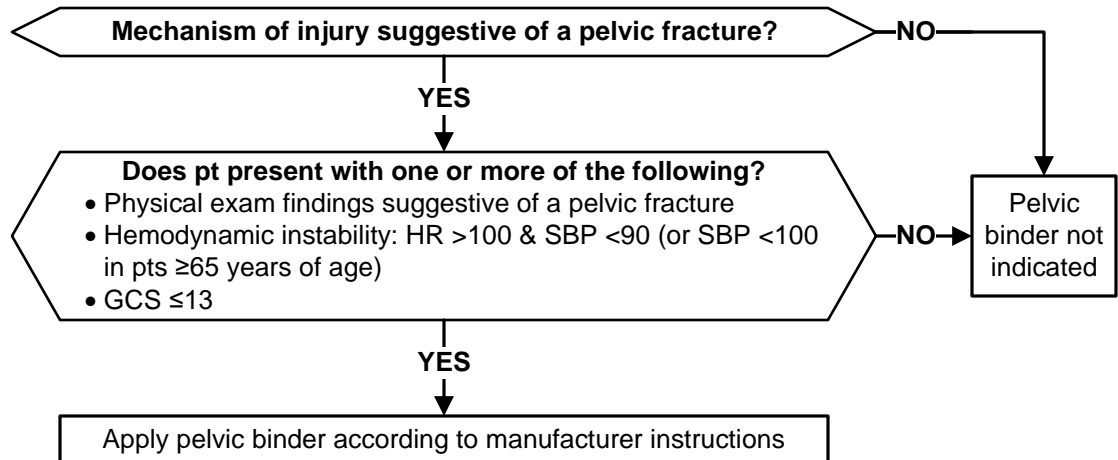 Mechanism of injury suggestive of a pelvic fracture?
NO
YES
Does pt present with one or more of the following?
• Physical exam findings suggestive of a pelvic fracture
• Hemodynamic instability: HR >100 & SBP <90 (or SBP <100
in pts ≥65 years of age)
• GCS ≤13
NO
Pelvic
binder not
indicated
YES
Apply pelvic binder according to manufacturer instructions